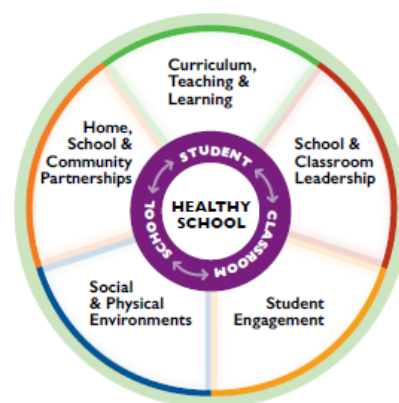 Curriculum,
Teaching &
Learning
Home,
School &
Community
Partnerships
School &
Classroom
Leadership
STUDENT
HEALTHY
SCHOOL
SCHOOL
CLASSROOM
Social
& Physical
Environments
Student
Engagement